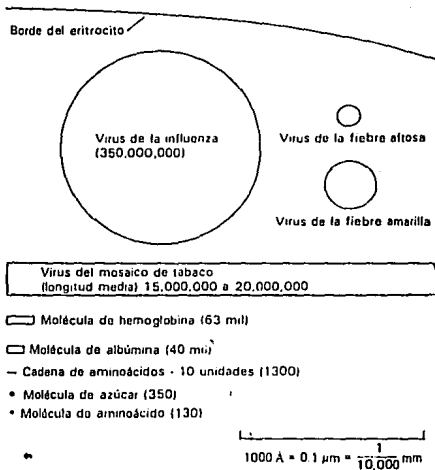 Borde del eritrocito
Virus de la influenza
(350,000,000)
Virus de la fiebre aftosa
Virus de la fiebre amarilla
Virus del mosaico de tabaco
(longitud media) 15,000,000 a 20,000,000
Molécula de hemoglobina (63 mil)
Molécula de albúmina (40 mil)
Cadena de aminoácidos - 10 unidades (1300)
Molécula de azúcar (350)
Molécula de aminoácido (130)
1000 Å = 0.1 µm = 1/10,000 mm